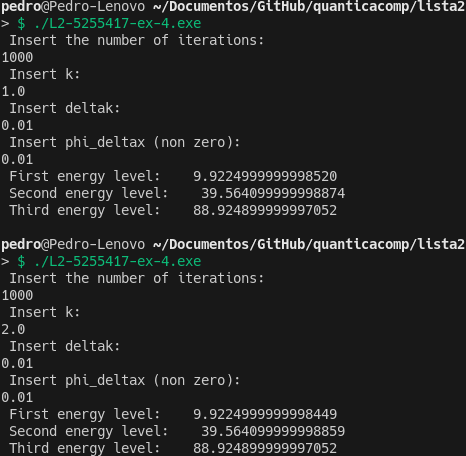 pedro@Pedro-Lenovo ~/Documentos/GitHub/quanticacomp/lista2
> $ ./L2-5255417-ex-4.exe
Insert the number of iterations:
1000
Insert k:
1.0
Insert deltak:
0.01
Insert phi_deltax (non zero):
0.01
First energy level: 9.9224999999998520
Second energy level: 39.564099999998874
Third energy level: 88.924899999997052
pedro@Pedro-Lenovo ~/Documentos/GitHub/quanticacomp/lista2
> $ ./L2-5255417-ex-4.exe
Insert the number of iterations:
1000
Insert k:
2.0
Insert deltak:
0.01
Insert phi_deltax (non zero):
0.01
First energy level: 9.9224999999998449
Second energy level: 39.564099999998859
Third energy level: 88.924899999997052